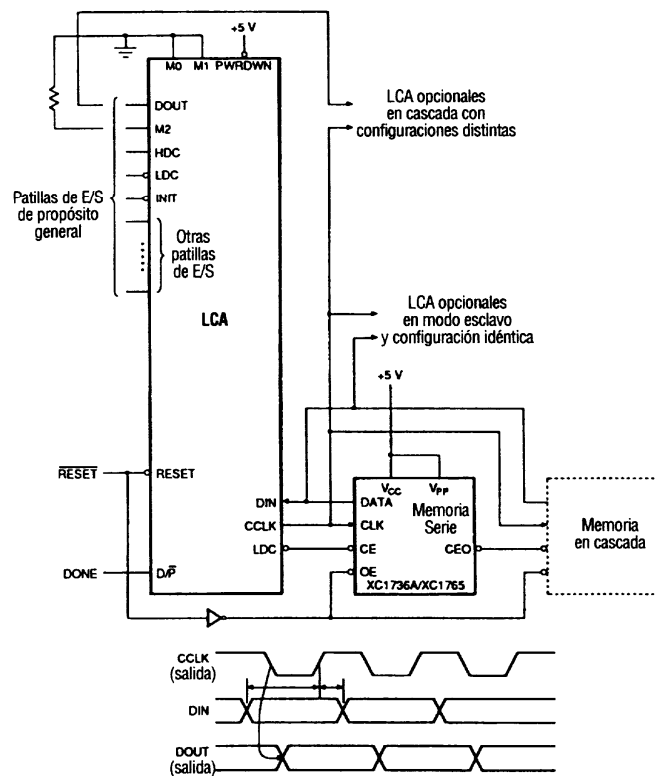 +5 V
M0
M1
PWRDWN
DOUT
M2
HDC
LDC
INIT
Patillas de E/S
de propósito
general
Otras
patillas
de E/S
LCA
LCA opcionales
en cascada con
configuraciones distintas
LCA opcionales
en modo esclavo
y configuración idéntica
+5 V
RESET
RESET
DIN
CCLK
LDC
DONE
D/P
VCC
VPP
DATA
CLK
CE
OE
Memoria
Serie
CEO
XC1736A/XC1765
Memoria
en cascada
CCLK
(salida)
DIN
DOUT
(salida)